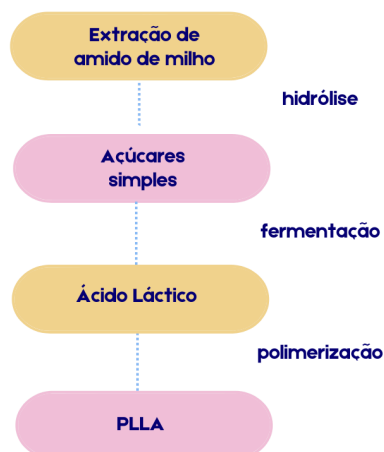 Extração de
amido de milho
hidrólise
Açúcares
simples
fermentação
Ácido Láctico
polimerização
PLLA